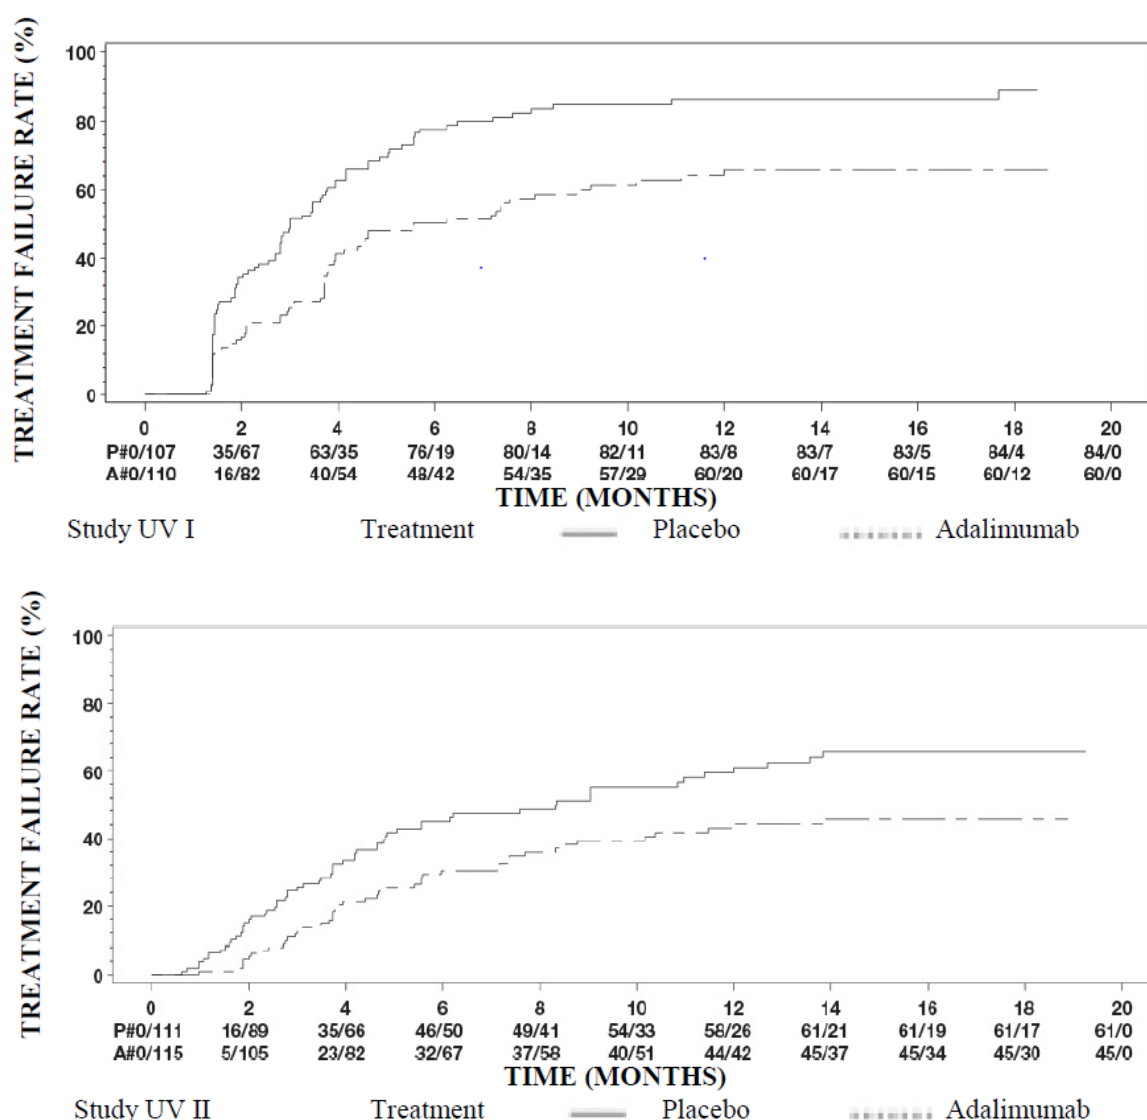 TREATMENT FAILURE RATE (%)
100
80
60
40
20
0
0 2 4 6 8 10 12 14 16 18 20
P#0/107 35/67 63/35 76/19 80/14 82/11 83/8 83/7 83/5 84/4 84/0
A#0/110 16/82 40/54 48/42 54/35 57/29 60/20 60/17 60/15 60/12 60/0
TIME (MONTHS)
Study UV I Treatment Placebo Adalimumab
TREATMENT FAILURE RATE (%)
100
80
60
40
20
0
0 2 4 6 8 10 12 14 16 18 20
P#0/111 16/89 35/66 46/50 49/41 54/33 58/26 61/21 61/19 61/17 61/0
A#0/115 5/105 23/82 32/67 37/58 40/51 44/42 45/37 45/34 45/30 45/0
TIME (MONTHS)
Study UV II Treatment Placebo Adalimumab